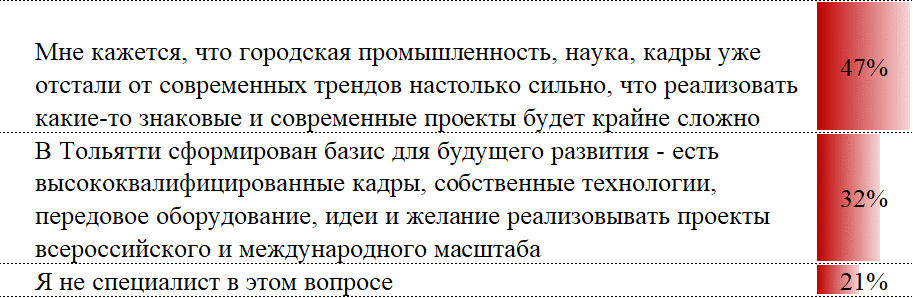 Мне кажется, что городская промышленность, наука, кадры уже
отстали от современных трендов настолько сильно, что реализовать
какие-то знаковые и современные проекты будет крайне сложно
47%
В Тольятти сформирован базис для будущего развития - есть
высококвалифицированные кадры, собственные технологии,
передовое оборудование, идеи и желание реализовывать проекты
всероссийского и международного масштаба
32%
Я не специалист в этом вопросе
21%